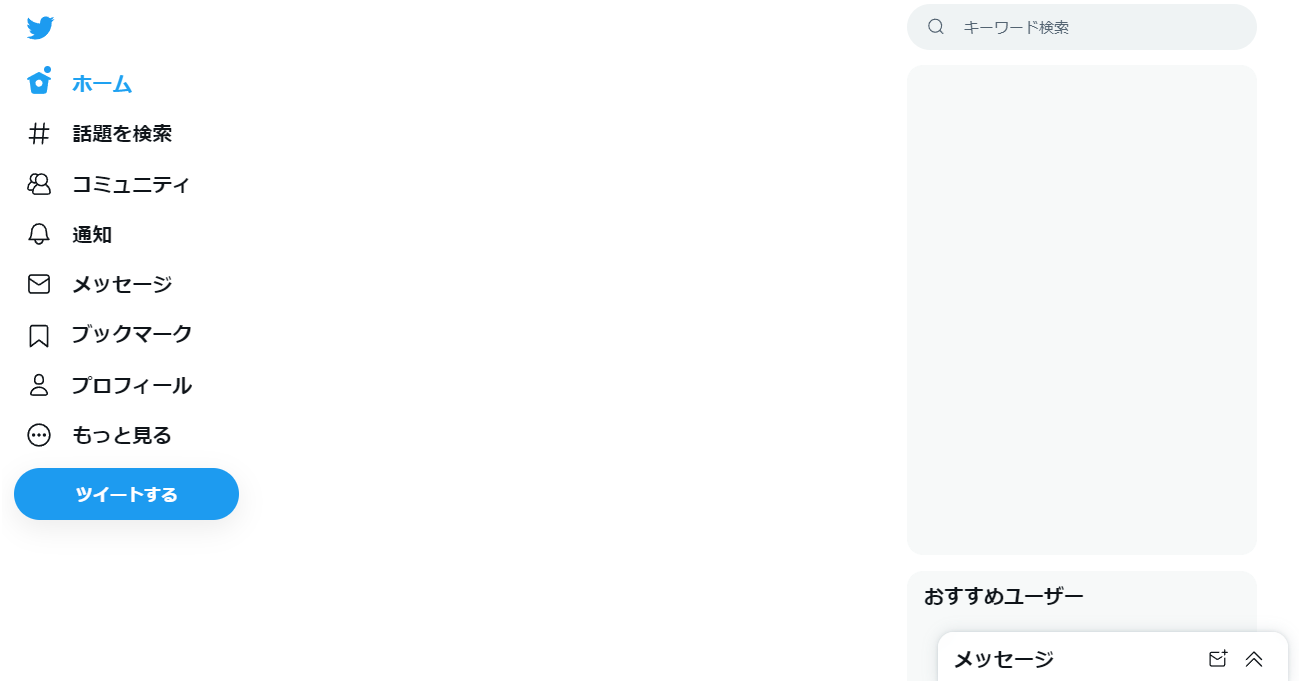 ホーム
話題を検索
コミュニティ
通知
メッセージ
ブックマーク
プロフィール
もっと見る
ツイートする
キーワード検索
おすすめユーザー
メッセージ